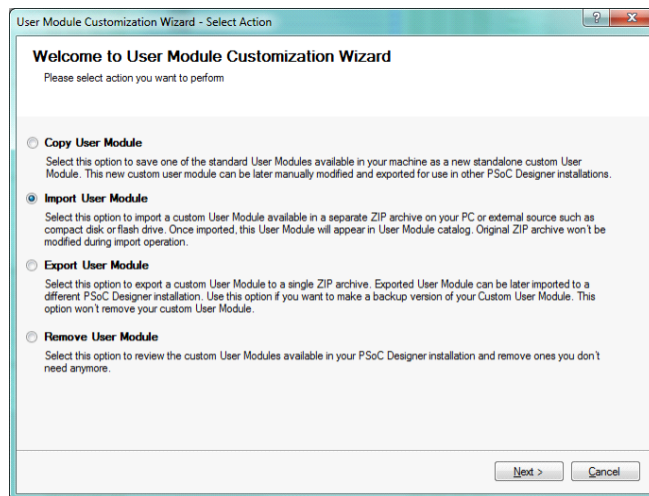 User Module Customization Wizard - Select Action
Welcome to User Module Customization Wizard
Please select action you want to perform
Copy User Module
Select this option to save one of the standard User Modules available in your machine as a new standalone custom User
Module. This new custom user module can be later manually modified and exported for use in other PSoC Designer installations.
Import User Module
Select this option to import a custom User Module available in a separate ZIP archive on your PC or external source such as
compact disk or flash drive. Once imported, this User Module will appear in User Module catalog. Original ZIP archive won't be
modified during import operation.
Export User Module
Select this option to export a custom User Module to a single ZIP archive. Exported User Module can be later imported to a
different PSoC Designer installation. Use this option if you want to make a backup version of your Custom User Module. This
option won't remove your custom User Module.
Remove User Module
Select this option to review the custom User Modules available in your PSoC Designer installation and remove ones you don't
need anymore.
Next > Cancel